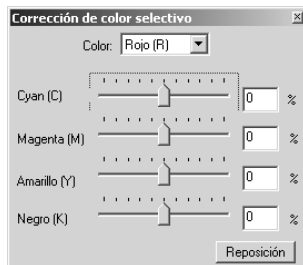 Corrección de color selectivo
Color: Rojo (R)
Cyan (C) 0 %
Magenta (M) 0 %
Amarillo (Y) 0 %
Negro (K) 0 %
Reposición